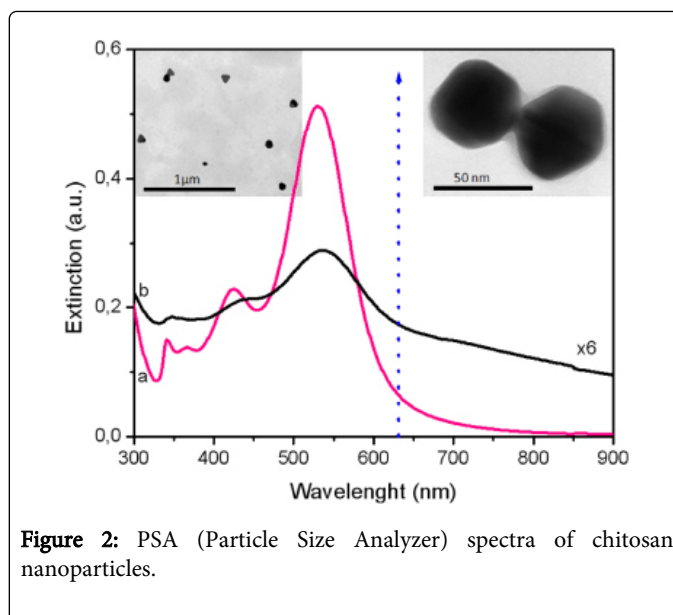 0,6
0,4
0,2
0,0
Extinction (a.u.)
1µm
50 nm
b
a
x6
300 400 500 600 700 800 900
Wavelenght (nm)
Figure 2: PSA (Particle Size Analyzer) spectra of chitosan
nanoparticles.